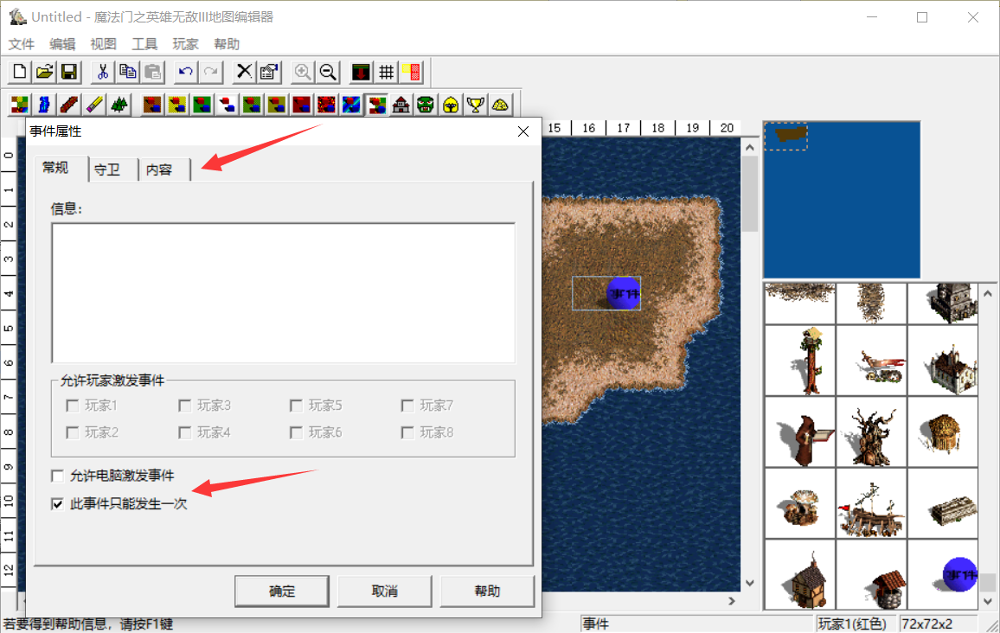 Untitled - 魔法门之英雄无敌III地图编辑器
文件 编辑 视图 工具 玩家 帮助
事件属性
15 16 17 18 19 20
常规 守卫 内容
0
1
2
3
4
5
6
7
8
9
10
11
12
信息:
事件
允许玩家激发事件
玩家1 玩家3 玩家5 玩家7
玩家2 玩家4 玩家6 玩家8
允许电脑激发事件
此事件只能发生一次
事件
确定 取消 帮助
若要得到帮助信息，请按F1键 事件 玩家1(红色) 72x72x2